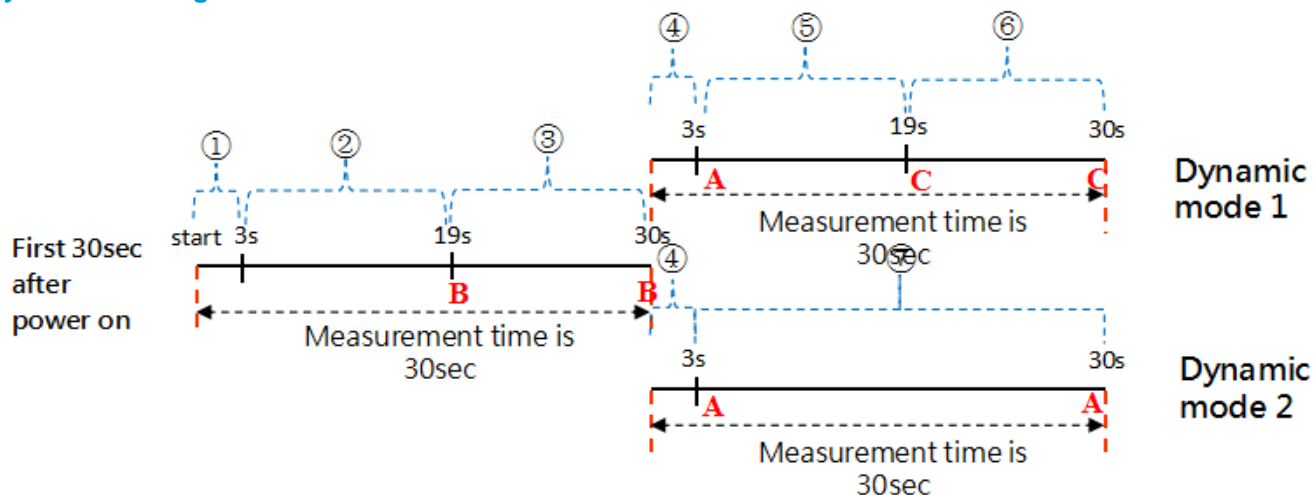 ④ ⑤ ⑥
3s 19s 30s
A C C
Measurement time is
30sec
Dynamic
mode 1
① ② ③
start 3s 19s 30s
First 30sec
after
power on
B B
Measurement time is
30sec
④ ⑦
3s 30s
A A
Measurement time is
30sec
Dynamic
mode 2